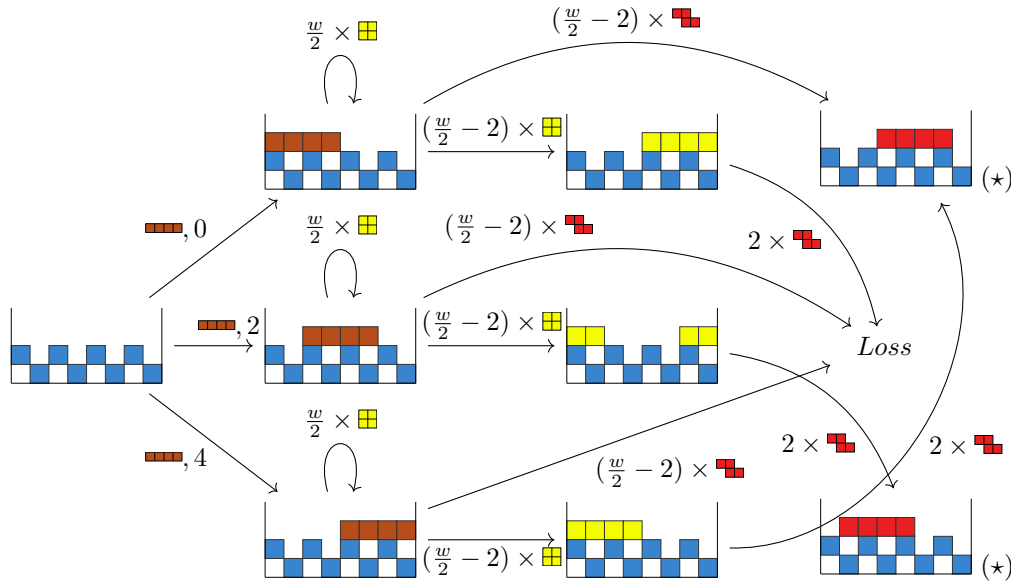 w/2 ×
(w/2 − 2) ×
(w/2 − 2) ×
(⋆)
, 0
w/2 ×
(w/2 − 2) ×
2 ×
, 2
(w/2 − 2) ×
Loss
w/2 ×
, 4
(w/2 − 2) ×
2 ×
2 ×
(w/2 − 2) ×
(⋆)